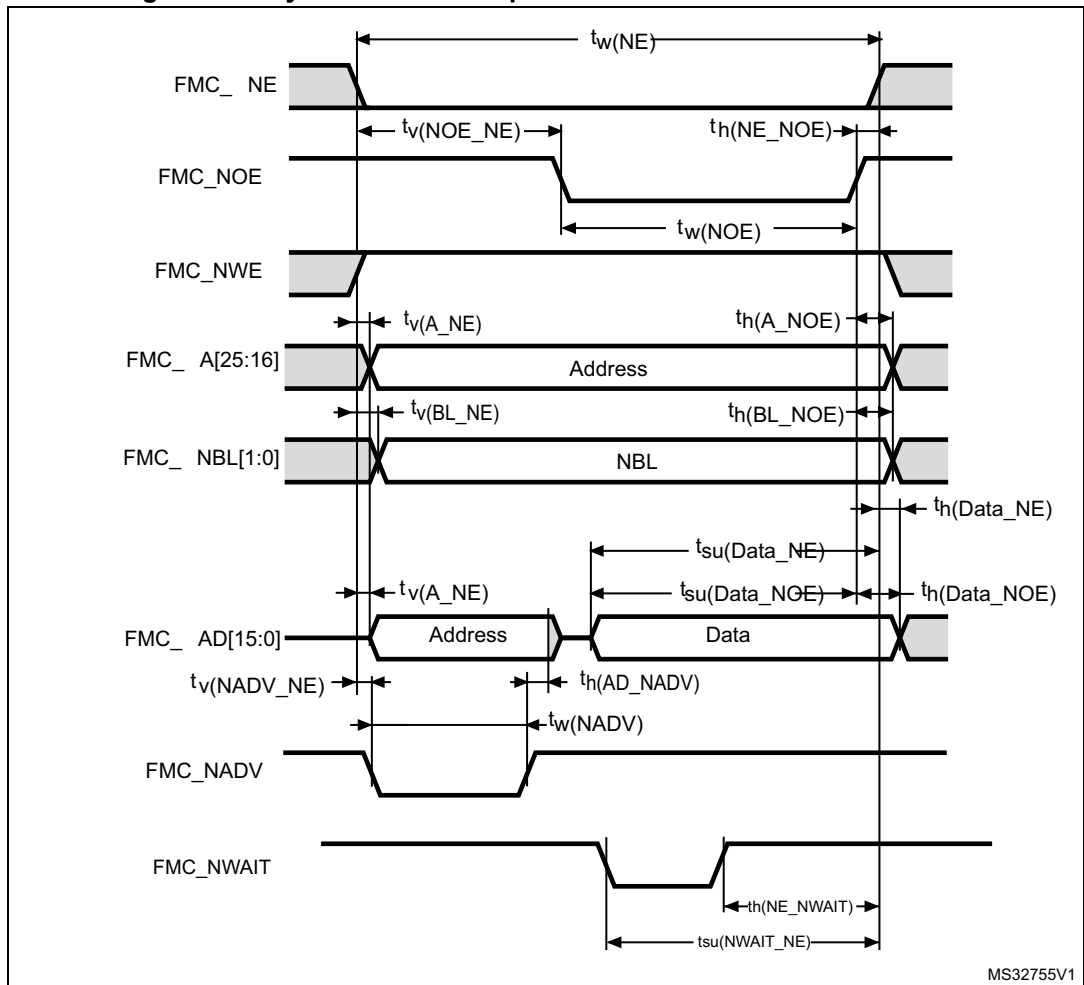 tw(NE)
FMC_ NE
tv(NOE_NE)
th(NE_NOE)
FMC_NOE
tw(NOE)
FMC_NWE
tv(A_NE)
th(A_NOE)
FMC_ A[25:16]
Address
tv(BL_NE)
th(BL_NOE)
FMC_ NBL[1:0]
NBL
th(Data_NE)
tsu(Data_NE)
tv(A_NE)
tsu(Data_NOE)
th(Data_NOE)
FMC_ AD[15:0]
Address
Data
tv(NADV_NE)
th(AD_NADV)
tw(NADV)
FMC_NADV
FMC_NWAIT
th(NE_NWAIT)
tsu(NWAIT_NE)
MS32755V1